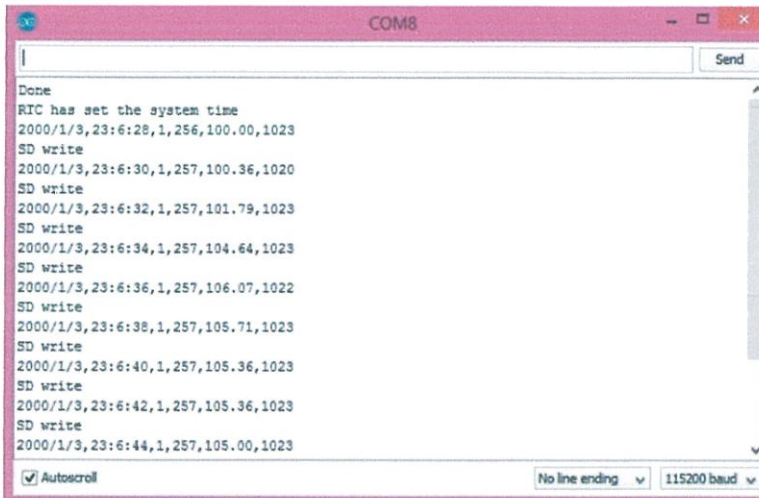 COM8
Send
Done
RTC has set the system time
2000/1/3,23:6:28,1,256,100.00,1023
SD write
2000/1/3,23:6:30,1,257,100.36,1020
SD write
2000/1/3,23:6:32,1,257,101.79,1023
SD write
2000/1/3,23:6:34,1,257,104.64,1023
SD write
2000/1/3,23:6:36,1,257,106.07,1022
SD write
2000/1/3,23:6:38,1,257,105.71,1023
SD write
2000/1/3,23:6:40,1,257,105.36,1023
SD write
2000/1/3,23:6:42,1,257,105.36,1023
SD write
2000/1/3,23:6:44,1,257,105.00,1023
Autoscroll No line ending 115200 baud